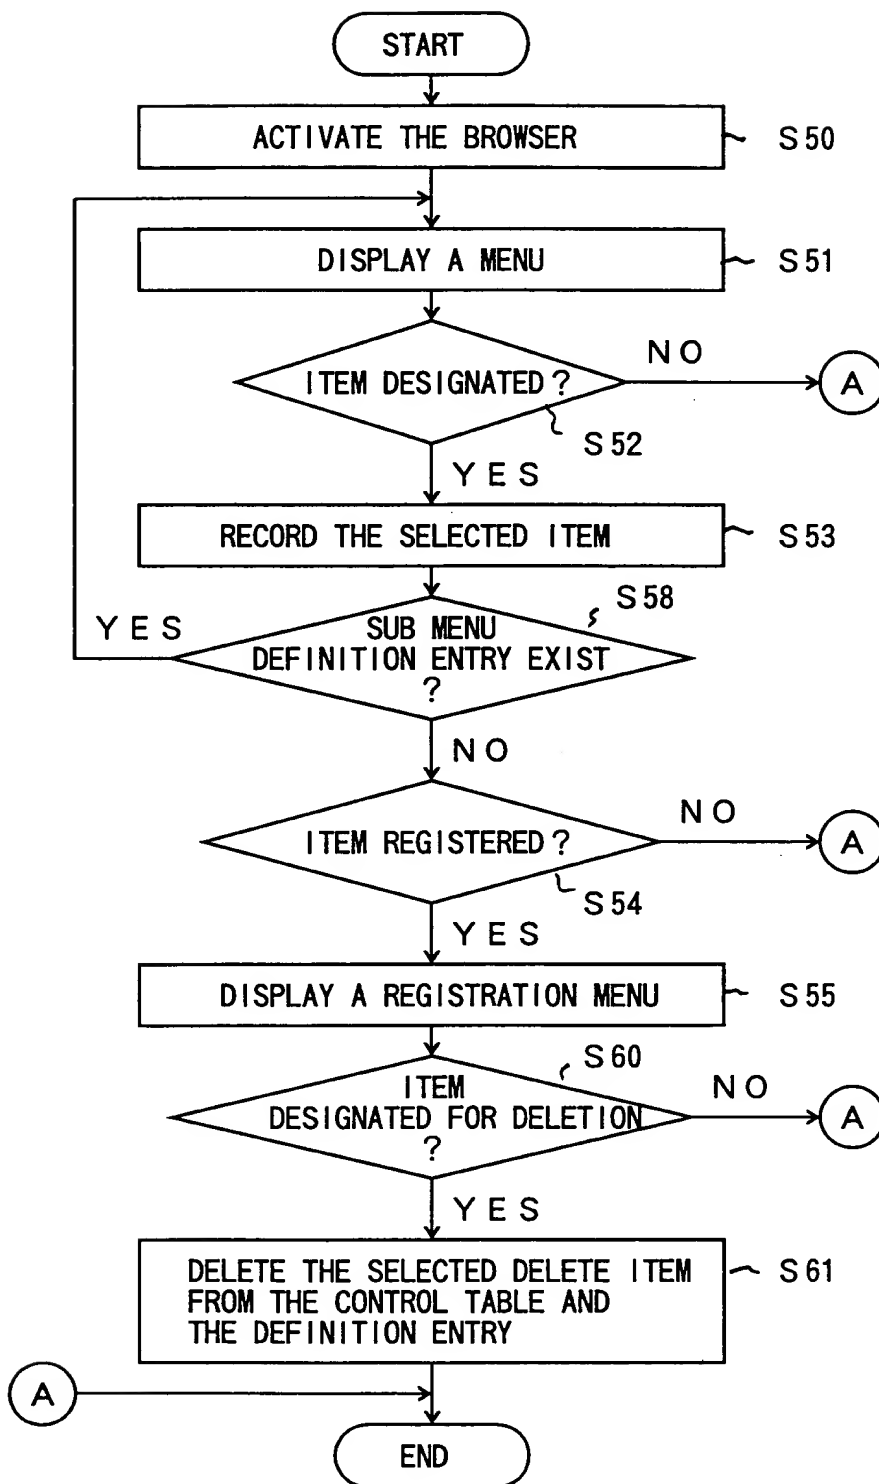 START
ACTIVATE THE BROWSER
S50
DISPLAY A MENU
S51
ITEM DESIGNATED?
NO
A
S52
YES
RECORD THE SELECTED ITEM
S53
S58
YES
SUB MENU
DEFINITION ENTRY EXIST
?
NO
ITEM REGISTERED?
NO
A
S54
YES
DISPLAY A REGISTRATION MENU
S55
S60
ITEM
DESIGNATED FOR DELETION
?
NO
A
YES
DELETE THE SELECTED DELETE ITEM
FROM THE CONTROL TABLE AND
THE DEFINITION ENTRY
S61
A
END